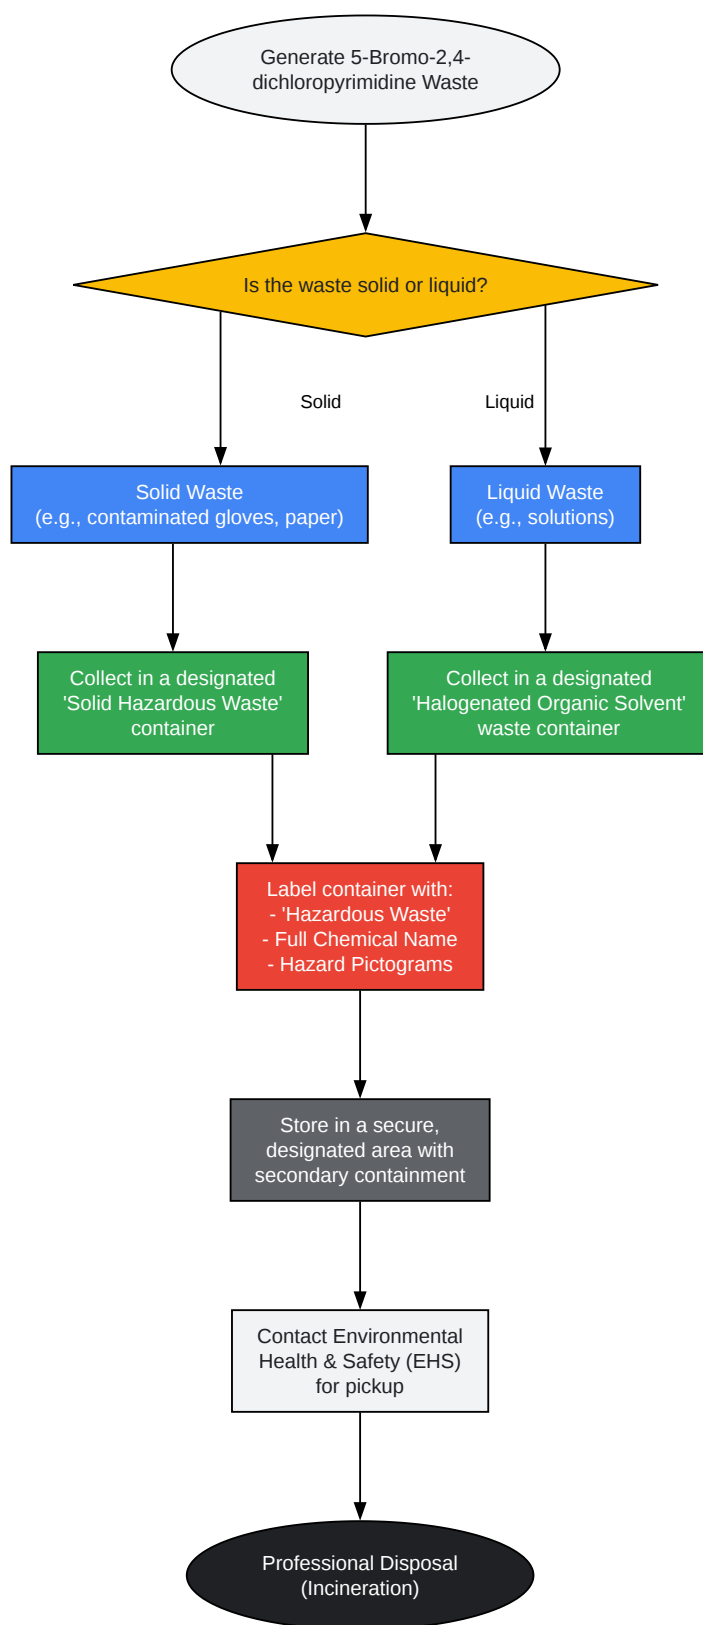 Generate 5-Bromo-2,4-
dichloropyrimidine Waste
Is the waste solid or liquid?
Solid
Liquid
Solid Waste
(e.g., contaminated gloves, paper)
Liquid Waste
(e.g., solutions)
Collect in a designated
'Solid Hazardous Waste'
container
Collect in a designated
'Halogenated Organic Solvent'
waste container
Label container with:
- 'Hazardous Waste'
- Full Chemical Name
- Hazard Pictograms
Store in a secure,
designated area with
secondary containment
Contact Environmental
Health & Safety (EHS)
for pickup
Professional Disposal
(Incineration)